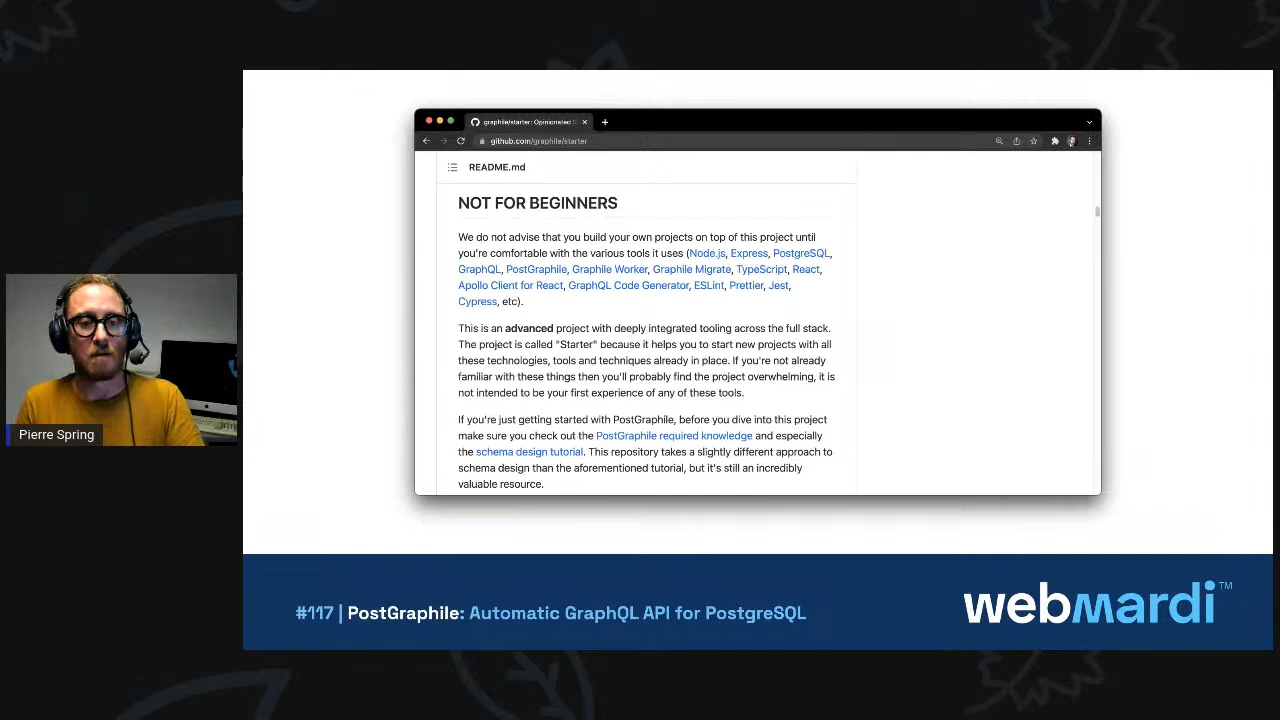 graphile/starter: Opinionated S
github.com/graphile/starter
README.md
NOT FOR BEGINNERS
We do not advise that you build your own projects on top of this project until
you're comfortable with the various tools it uses (Node.js, Express, PostgreSQL,
GraphQL, PostGraphile, Graphile Worker, Graphile Migrate, TypeScript, React,
Apollo Client for React, GraphQL Code Generator, ESLint, Prettier, Jest,
Cypress, etc).
This is an advanced project with deeply integrated tooling across the full stack.
The project is called "Starter" because it helps you to start new projects with all
these technologies, tools and techniques already in place. If you're not already
familiar with these things then you'll probably find the project overwhelming, it is
not intended to be your first experience of any of these tools.
If you're just getting started with PostGraphile, before you dive into this project
make sure you check out the PostGraphile required knowledge and especially
the schema design tutorial. This repository takes a slightly different approach to
schema design than the aforementioned tutorial, but it's still an incredibly
valuable resource.
Pierre Spring
#117 | PostGraphile: Automatic GraphQL API for PostgreSQL
webmardi™